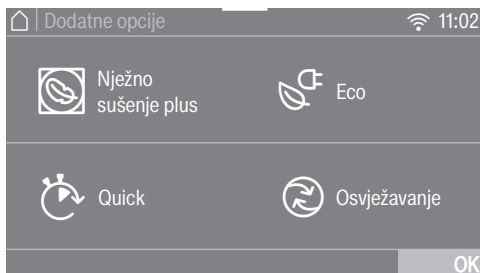 Dodatne opcije 11:02
Nježno
sušenje plus
Eco
Quick
Osvježavanje
OK